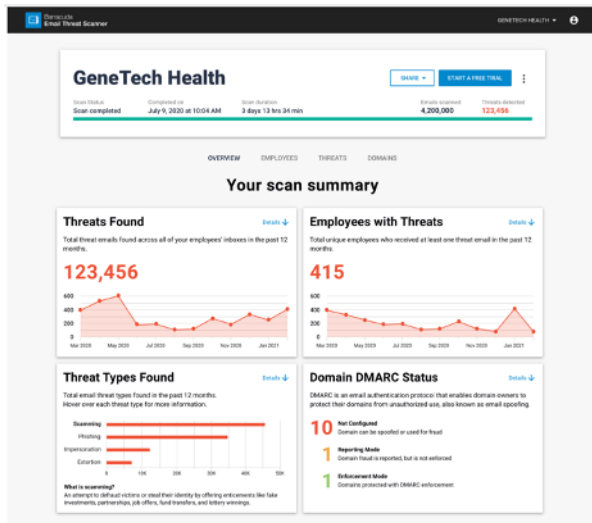 Barracuda
Email Threat Scanner
GENETECH HEALTH
GeneTech Health
SHARE
START A FREE TRIAL
Scan Status
Completed on
Scan duration
Emails scanned
Threats detected
Scan completed
July 9, 2020 at 10:04 AM
3 days 13 hrs 34 min
4,200,000
123,456
OVERVIEW
EMPLOYEES
THREATS
DOMAINS
Your scan summary
Threats Found
Details
Total threat emails found across all of your employees' inboxes in the past 12
months.
123,456
600
400
200
0
Mar 2020
May 2020
Jul 2020
Sep 2020
Nov 2020
Jan 2021
Employees with Threats
Details
Total unique employees who received at least one threat email in the past 12
months.
415
600
400
200
0
Mar 2020
May 2020
Jul 2020
Sep 2020
Nov 2020
Jan 2021
Threat Types Found
Details
Total email threat types found in the past 12 months.
Hover over each threat type for more information.
Scamming
Phishing
Impersonation
Extortion
0
10K
20K
30K
40K
50K
What is scamming?
An attempt to defraud victims or steal their identity by offering enticements like fake
investments, partnerships, job offers, fund transfers, and lottery winnings.
Domain DMARC Status
Details
DMARC is an email authentication protocol that enables domain owners to
protect their domains from unauthorized use, also known as email spoofing.
10
Not Configured
Domain can be spoofed or used for fraud
1
Reporting Mode
Domain fraud is reported, but is not enforced
1
Enforcement Mode
Domains protected with DMARC enforcement